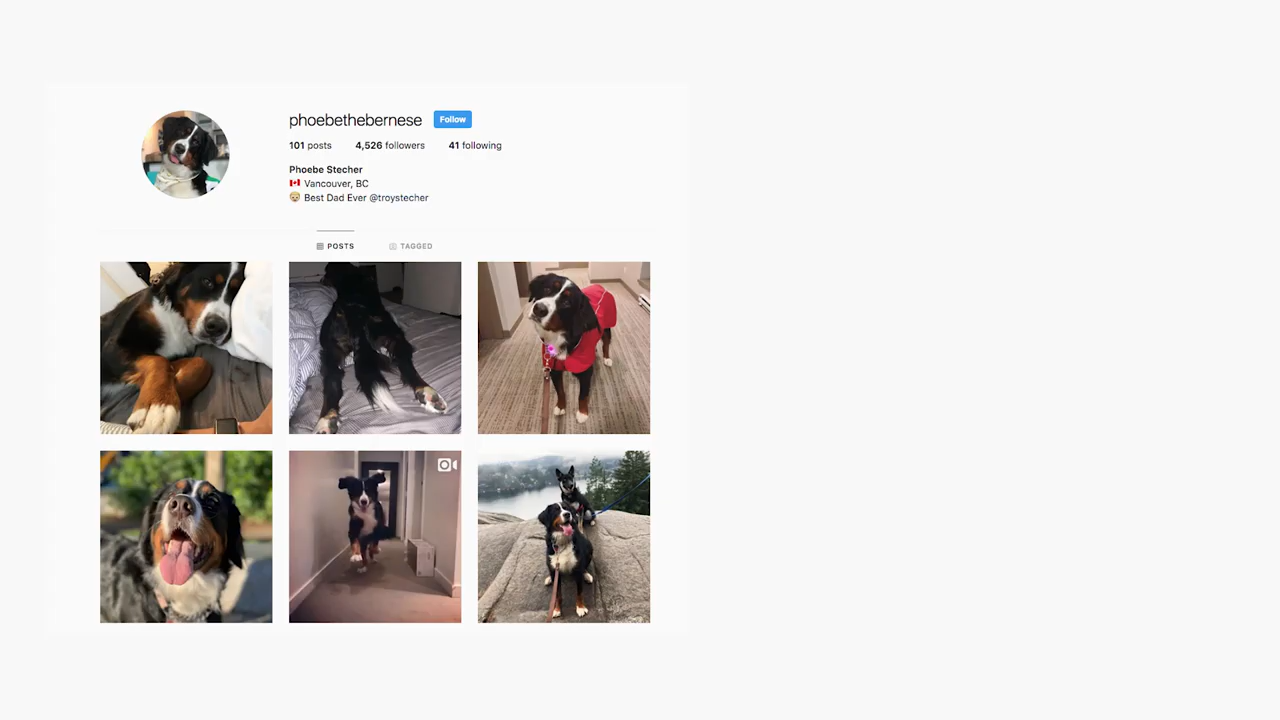 phoebethebernese Follow
101 posts 4,526 followers 41 following
Phoebe Stecher
Vancouver, BC
Best Dad Ever @troystecher
POSTS TAGGED